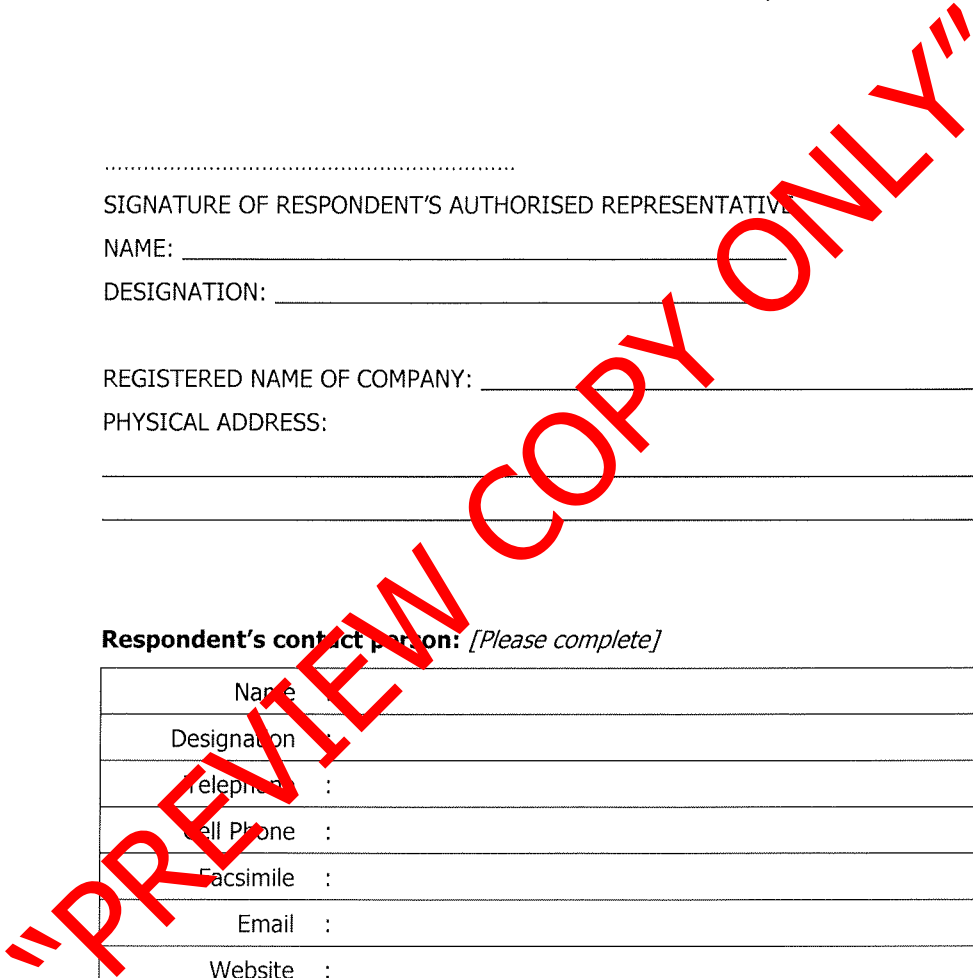 ............................................................
SIGNATURE OF RESPONDENT'S AUTHORISED REPRESENTATIVE
NAME:
DESIGNATION:
REGISTERED NAME OF COMPANY:
PHYSICAL ADDRESS:
Respondent's contact person: [Please complete]
Name :
Designation :
Telephone :
Cell Phone :
Facsimile :
Email :
Website :
"PREVIEW COPY ONLY"